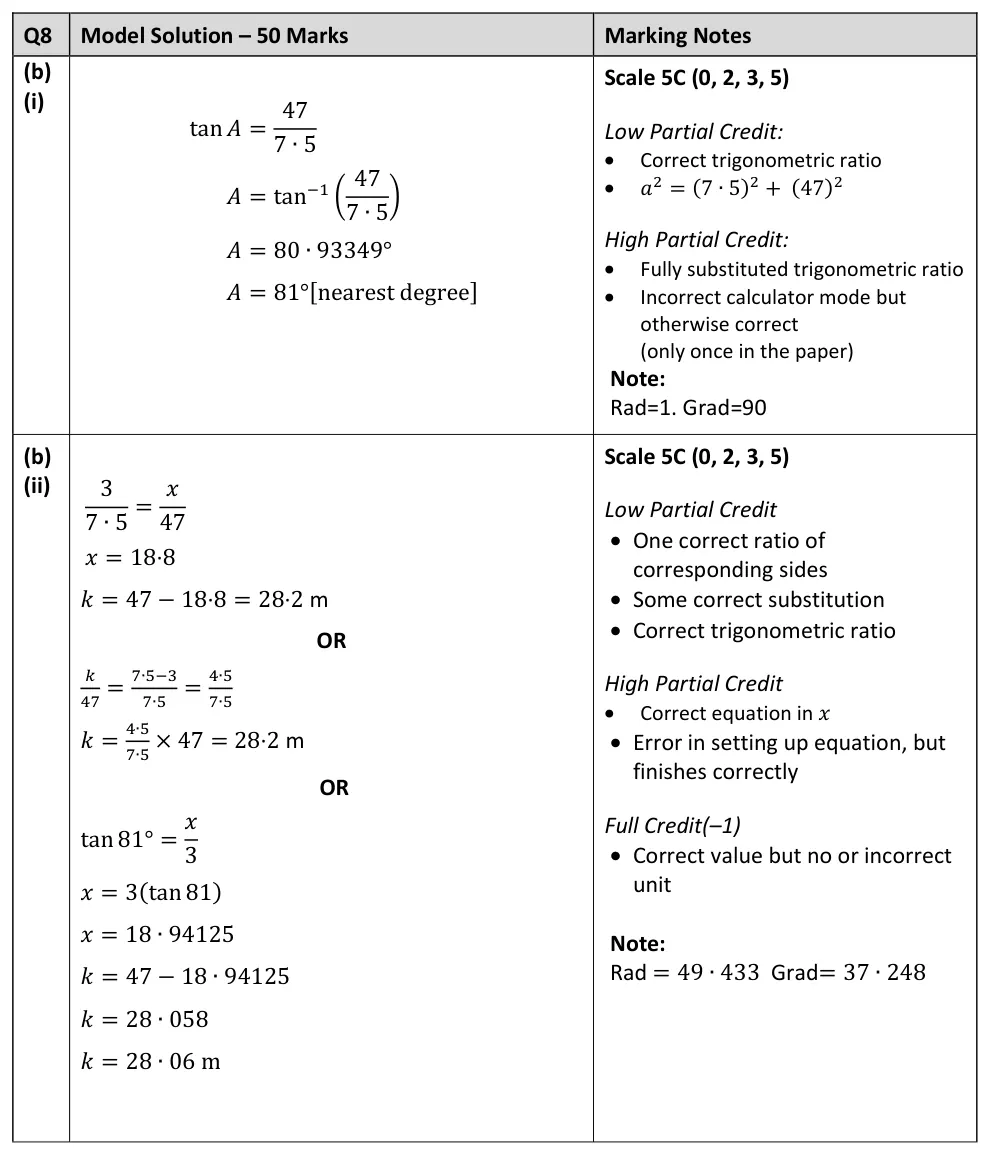 Q8 Model Solution – 50 Marks Marking Notes
(b)
(i)
tan A = 47/(7 · 5)
A = tan⁻¹ (47/(7 · 5))
A = 80 · 93349°
A = 81°[nearest degree]
Scale 5C (0, 2, 3, 5)
Low Partial Credit:
• Correct trigonometric ratio
• a² = (7 · 5)² + (47)²
High Partial Credit:
• Fully substituted trigonometric ratio
• Incorrect calculator mode but
otherwise correct
(only once in the paper)
Note:
Rad=1. Grad=90
(b)
(ii)
3/(7 · 5) = x/47
x = 18·8
k = 47 − 18·8 = 28·2 m
OR
k/47 = (7·5−3)/(7·5) = (4·5)/(7·5)
k = (4·5)/(7·5) × 47 = 28·2 m
OR
tan 81° = x/3
x = 3(tan 81)
x = 18 · 94125
k = 47 − 18 · 94125
k = 28 · 058
k = 28 · 06 m
Scale 5C (0, 2, 3, 5)
Low Partial Credit
• One correct ratio of
corresponding sides
• Some correct substitution
• Correct trigonometric ratio
High Partial Credit
• Correct equation in x
• Error in setting up equation, but
finishes correctly
Full Credit(–1)
• Correct value but no or incorrect
unit
Note:
Rad = 49 · 433 Grad= 37 · 248